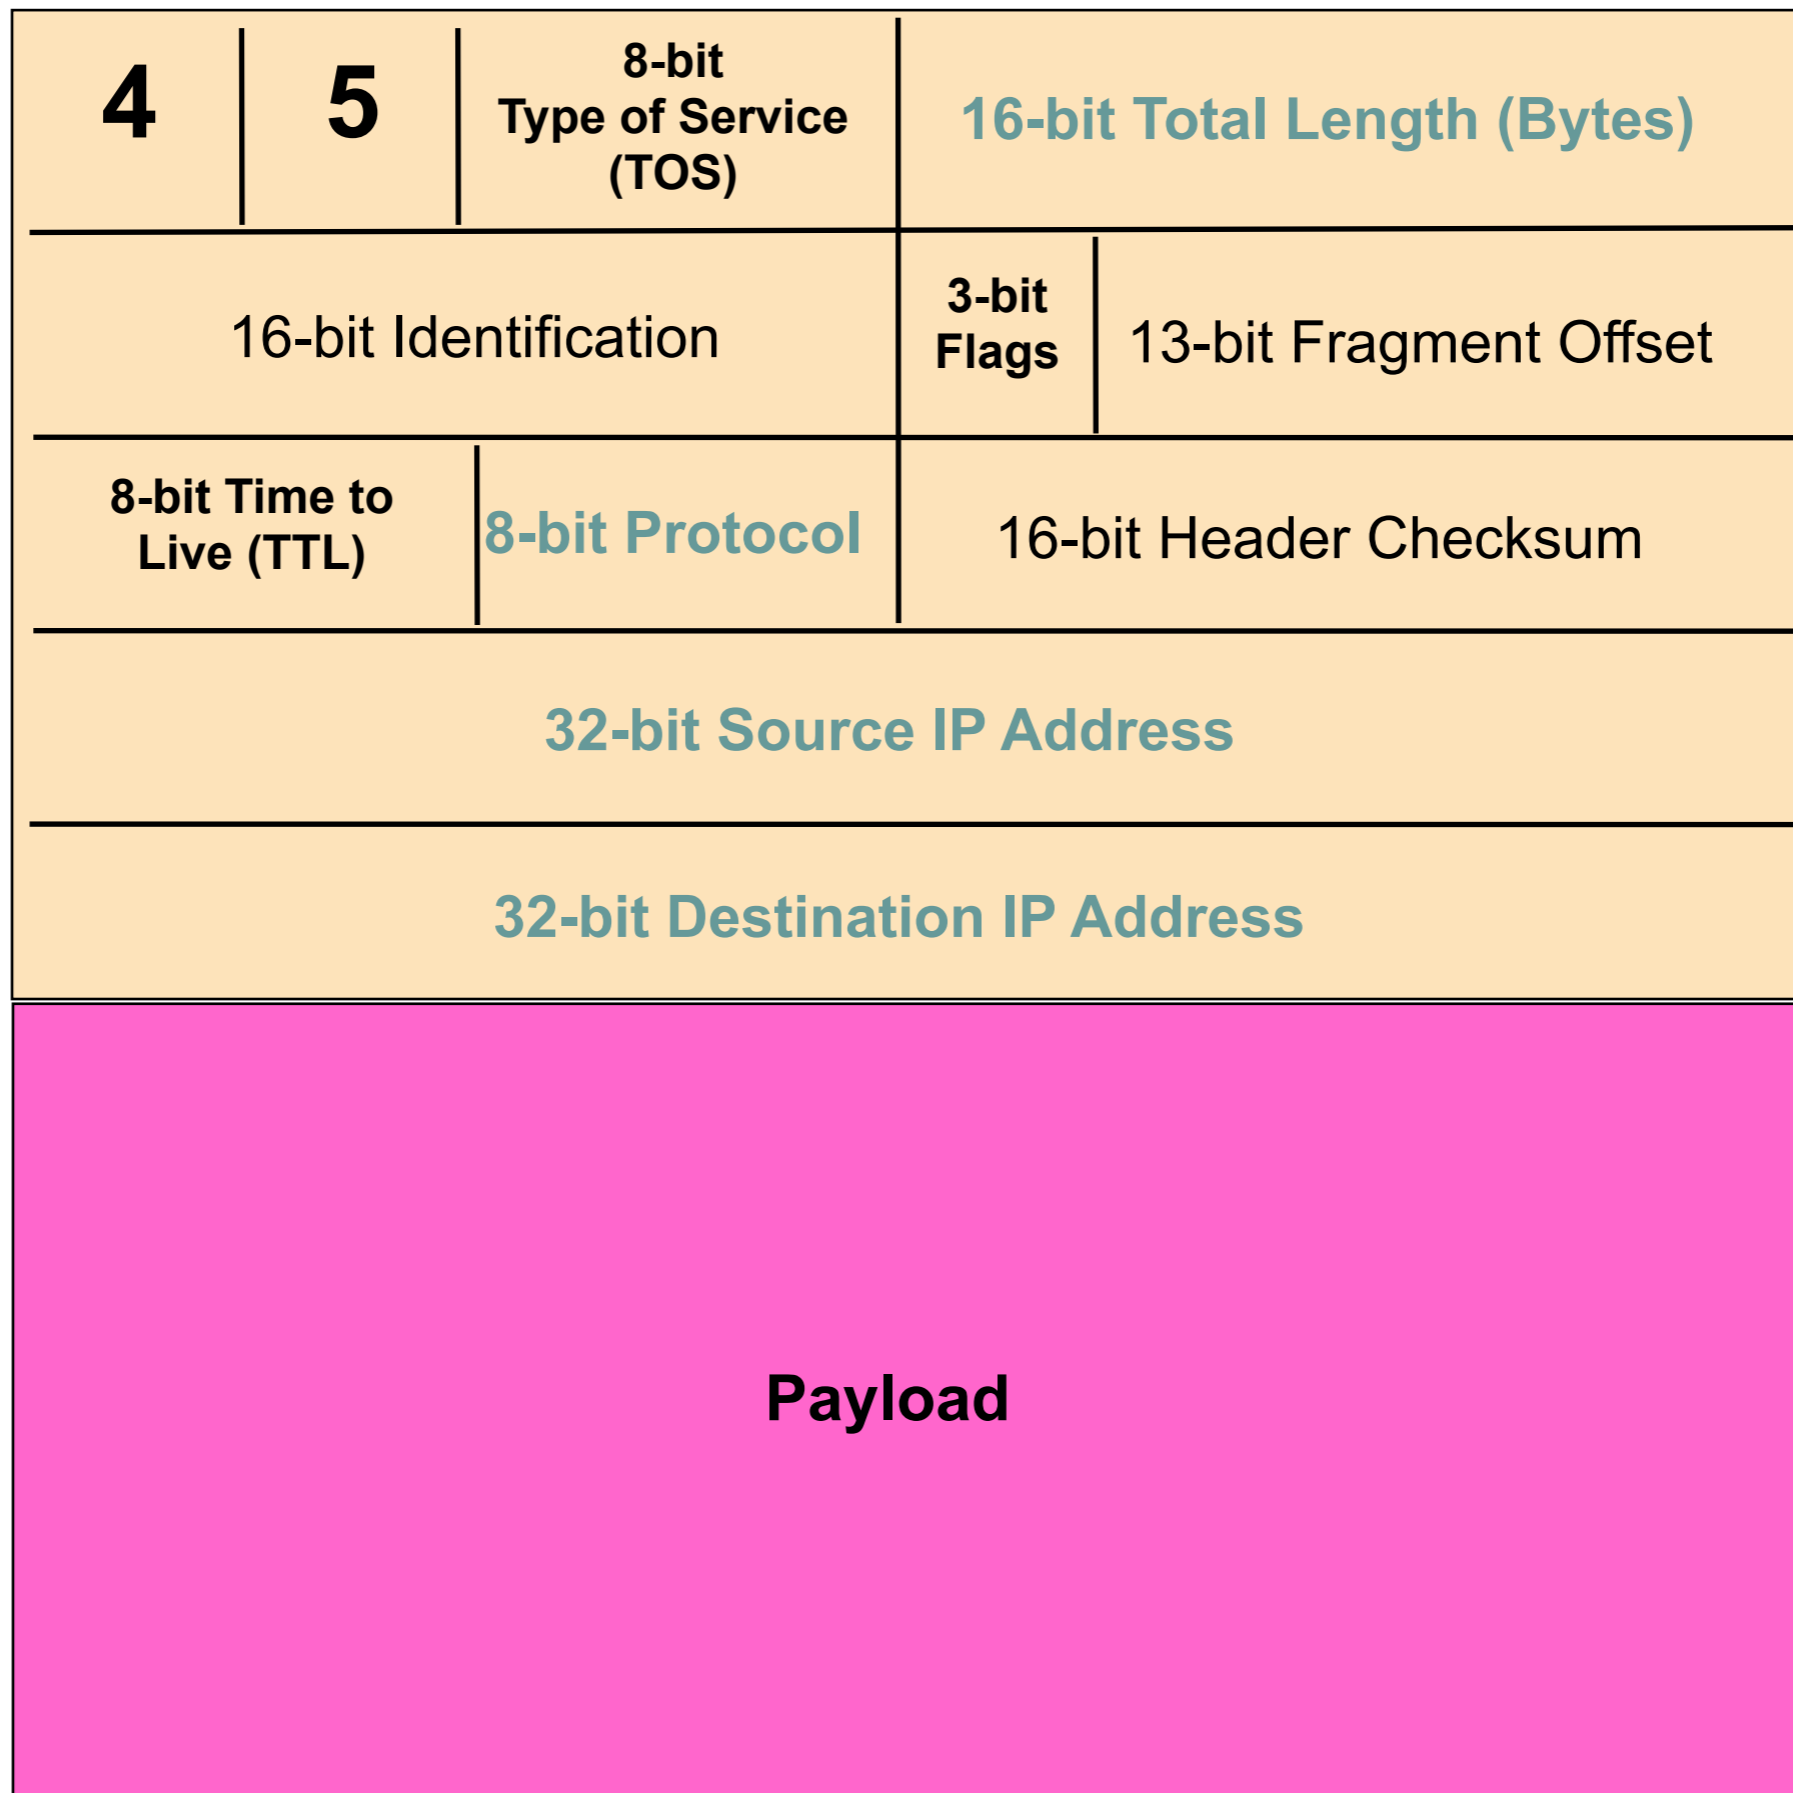 4
5
8-bit
Type of Service
(TOS)
16-bit Total Length (Bytes)
16-bit Identification
3-bit
Flags
13-bit Fragment Offset
8-bit Time to
Live (TTL)
8-bit Protocol
16-bit Header Checksum
32-bit Source IP Address
32-bit Destination IP Address
Payload